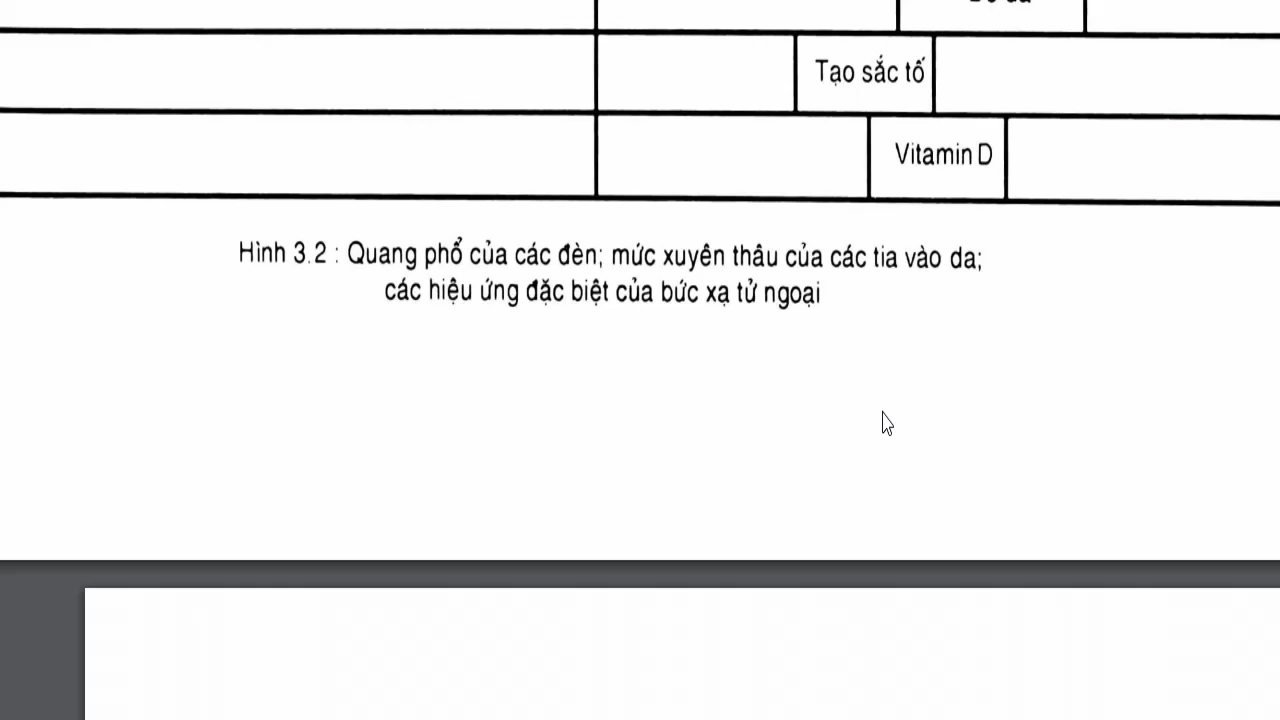 Tạo sắc tố
Vitamin D
Hình 3.2 : Quang phổ của các đèn; mức xuyên thâu của các tia vào da;
các hiệu ứng đặc biệt của bức xạ tử ngoại